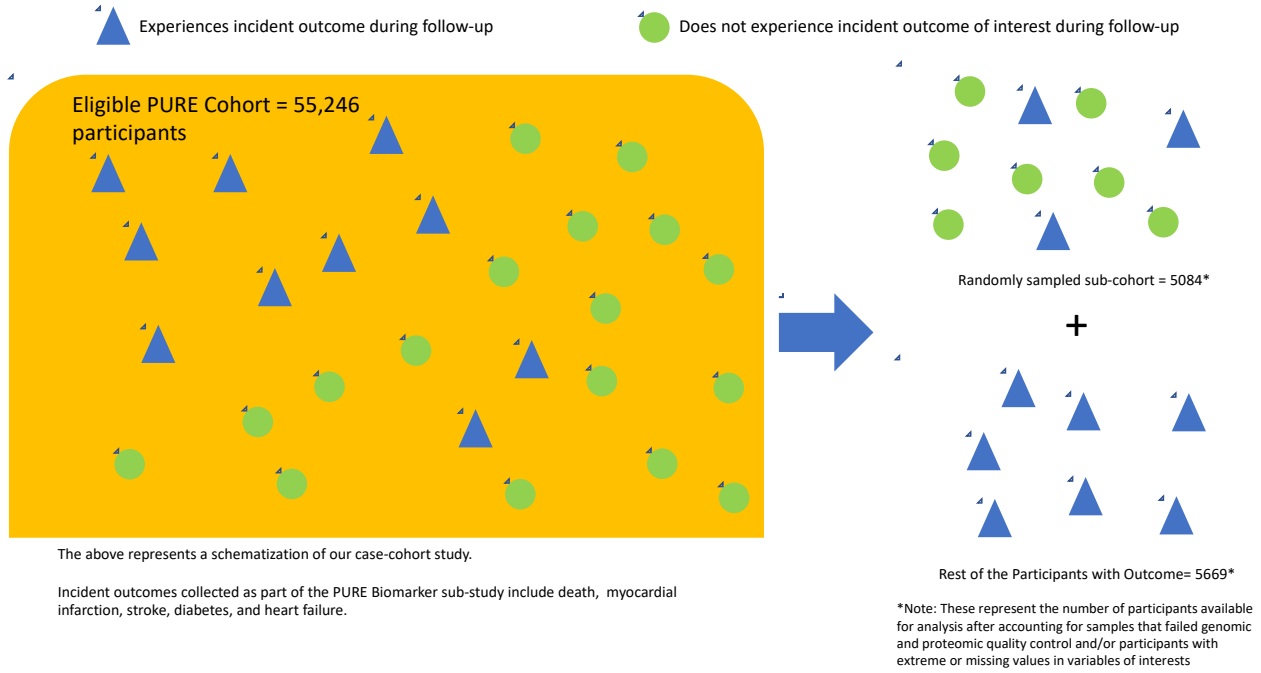 Experiences incident outcome during follow-up
Does not experience incident outcome of interest during follow-up
Eligible PURE Cohort = 55,246
participants
Randomly sampled sub-cohort = 5084*
+
Rest of the Participants with Outcome= 5669*
The above represents a schematization of our case-cohort study.
Incident outcomes collected as part of the PURE Biomarker sub-study include death,  myocardial
infarction, stroke, diabetes, and heart failure.
*Note: These represent the number of participants available
for analysis after accounting for samples that failed genomic
and proteomic quality control and/or participants with
extreme or missing values in variables of interests